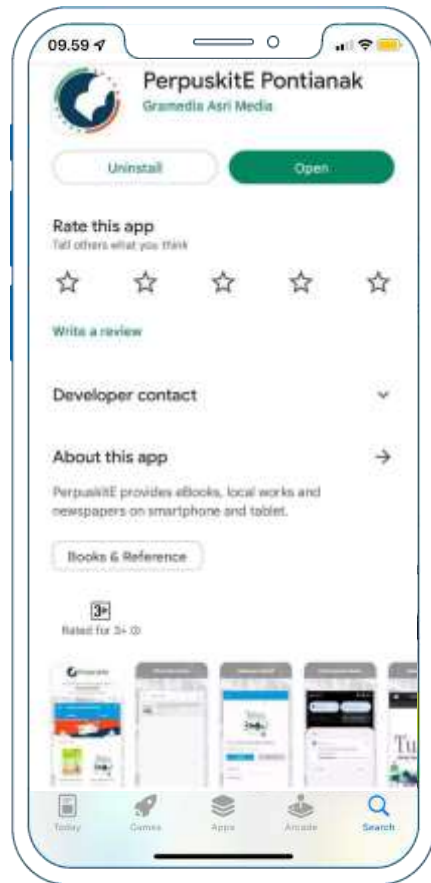 09.59
PerpuskitE Pontianak
Gramedia Asri Media
Uninstall
Open
Rate this app
Tell others what you think
Write a review
Developer contact
About this app
PerpuskitE provides eBooks, local works and
newspapers on smartphone and tablet.
Books & Reference
3+
Rated for 3+
Today
Games
Apps
Arcade
Search